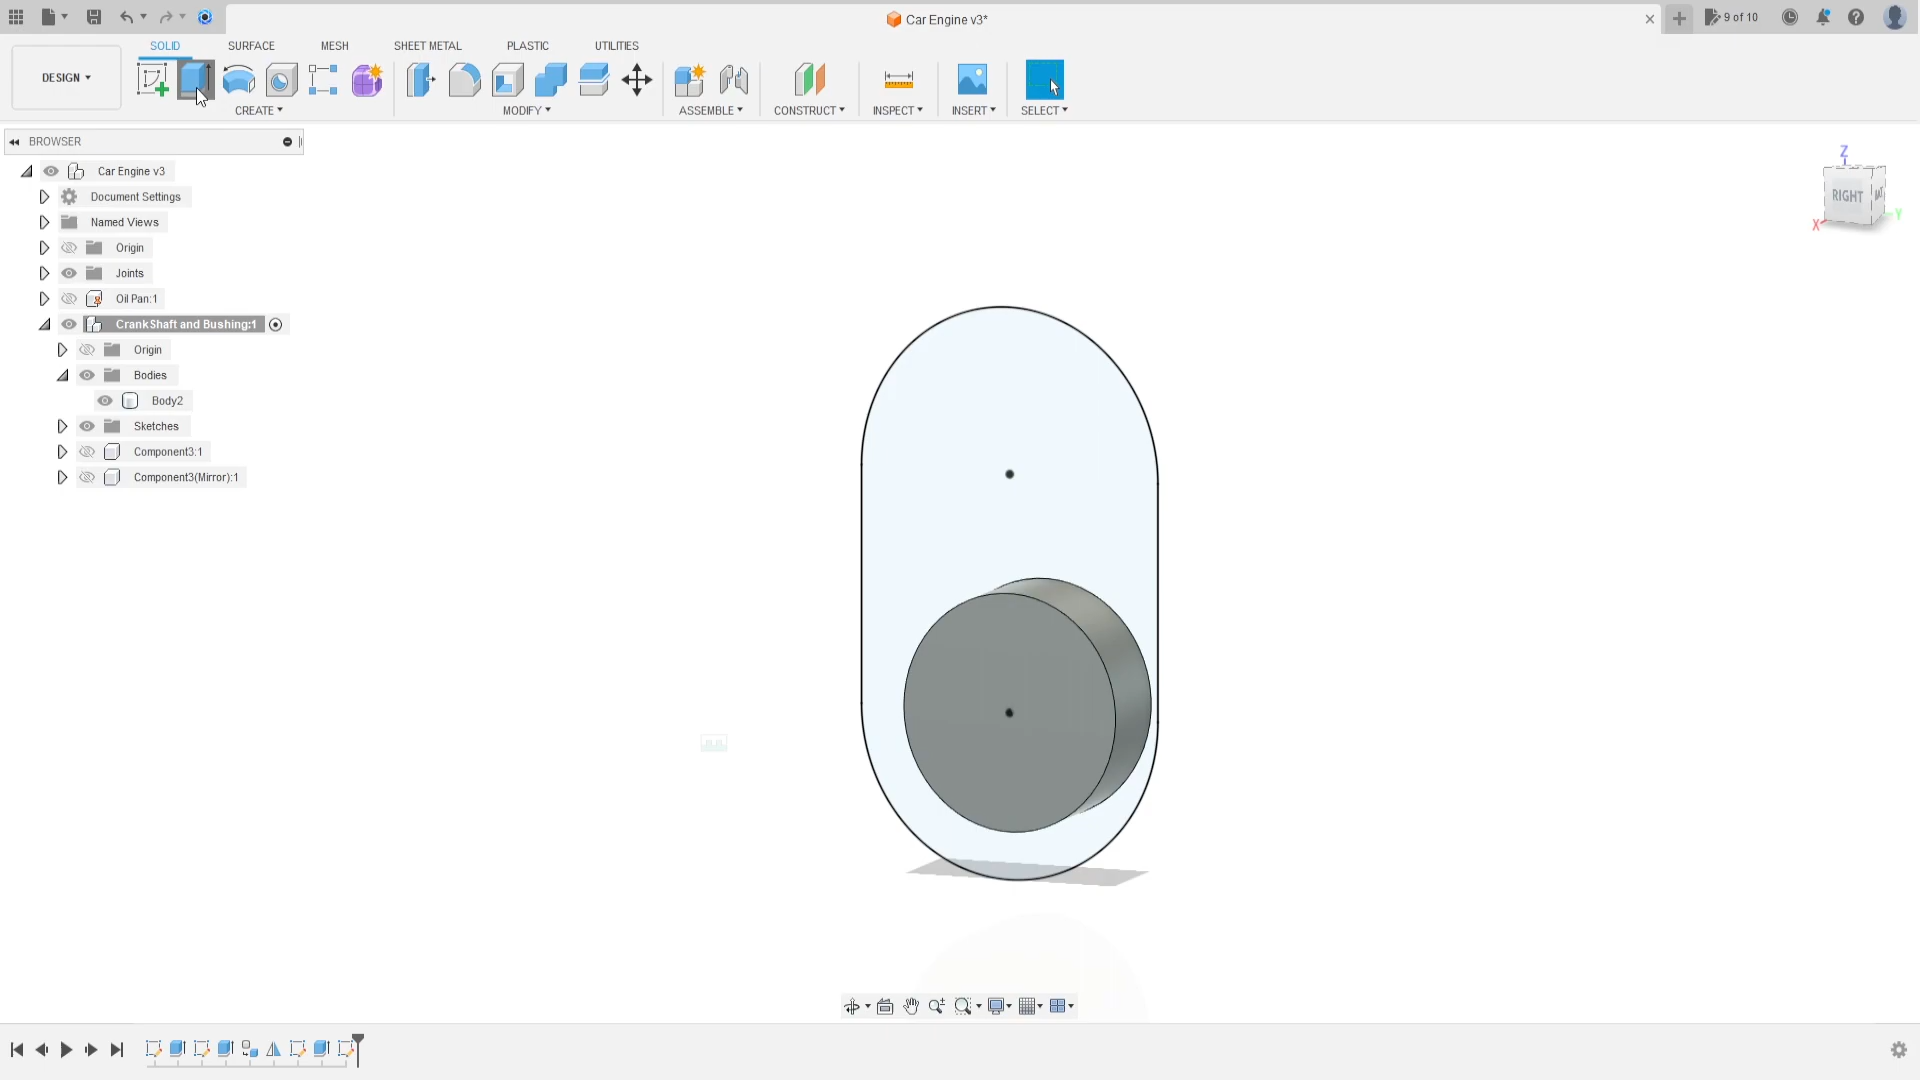 Car Engine v3*
9 of 10
SOLID
SURFACE
MESH
SHEET METAL
PLASTIC
UTILITIES
DESIGN
CREATE
MODIFY
ASSEMBLE
CONSTRUCT
INSPECT
INSERT
SELECT
BROWSER
Car Engine v3
Document Settings
Named Views
Origin
Joints
Oil Pan:1
CrankShaft and Bushing:1
Origin
Bodies
Body2
Sketches
Component3:1
Component3(Mirror):1
Z
RIGHT
X
Y